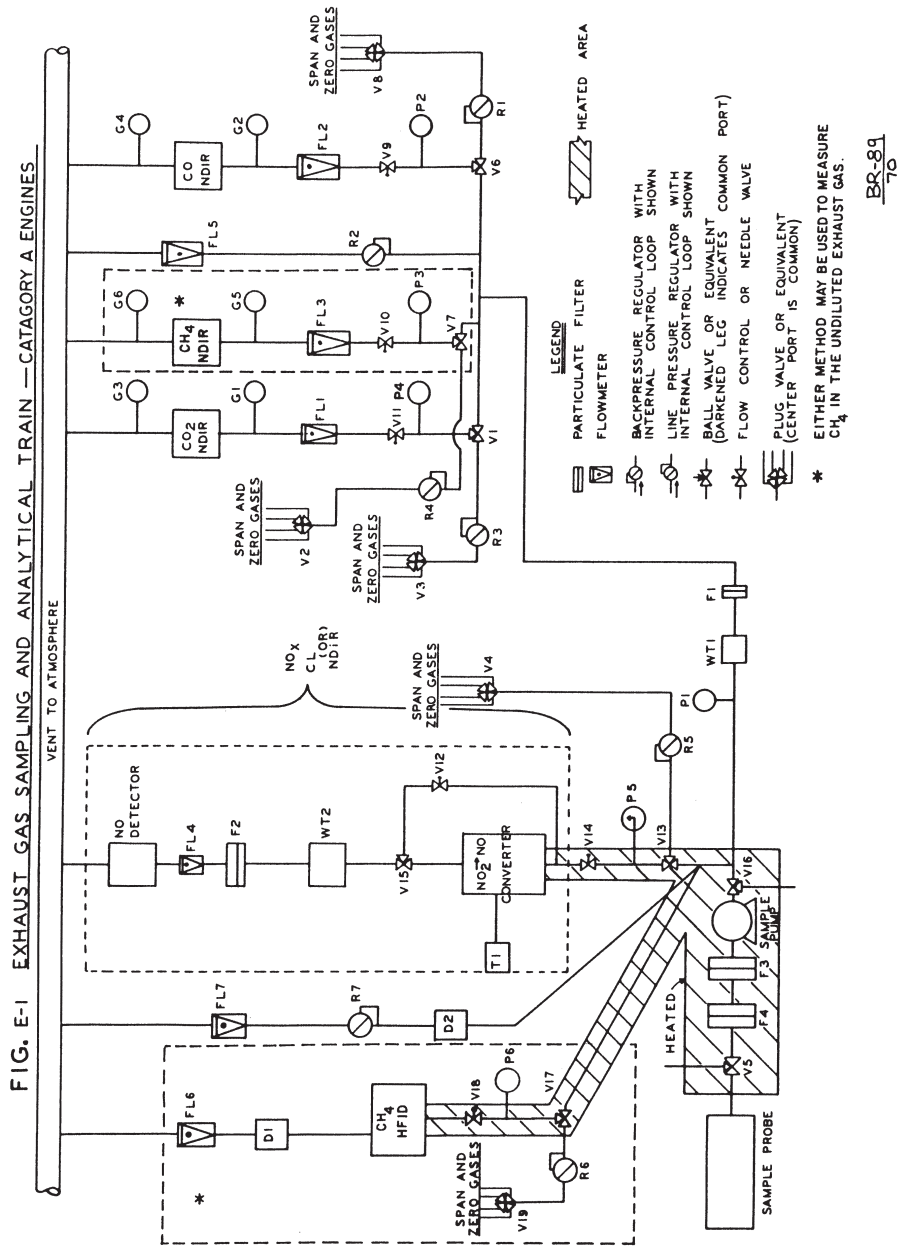 FIG. E-1 EXHAUST GAS SAMPLING AND ANALYTICAL TRAIN — CATAGORY A ENGINES
VENT TO ATMOSPHERE
*
FL6
D1
CH4
HFID
V18
P6
V17
SPAN AND
ZERO GASES
V19
R6
FL7
R7
D2
NO
DETECTOR
FL4
F2
WT2
V15
V12
NO2→NO
CONVERTER
T1
NOX
CL (OR)
NDIR
SPAN AND
ZERO GASES
V4
R5
V14
P5
V13
HEATED
SAMPLE PROBE
V5
F4
F3
SAMPLE
PUMP
V16
P1
WT1
F1
SPAN AND
ZERO GASES
V2
R4
SPAN AND
ZERO GASES
V3
R3
G3
CO2
NDIR
G1
FL1
V11
P4
V1
G6
*
CH4
NDIR
G5
FL3
V10
P3
V7
FL5
R2
G4
CO
NDIR
G2
FL2
V9
P2
V6
R1
SPAN AND
ZERO GASES
V8
LEGEND
PARTICULATE FILTER
HEATED AREA
FLOWMETER
BACKPRESSURE REGULATOR WITH
INTERNAL CONTROL LOOP SHOWN
LINE PRESSURE REGULATOR WITH
INTERNAL CONTROL LOOP SHOWN
BALL VALVE OR EQUIVALENT
(DARKENED LEG INDICATES COMMON PORT)
FLOW CONTROL OR NEEDLE VALVE
PLUG VALVE OR EQUIVALENT
(CENTER PORT IS COMMON)
* EITHER METHOD MAY BE USED TO MEASURE
CH4 IN THE UNDILUTED EXHAUST GAS.
BR-89
70